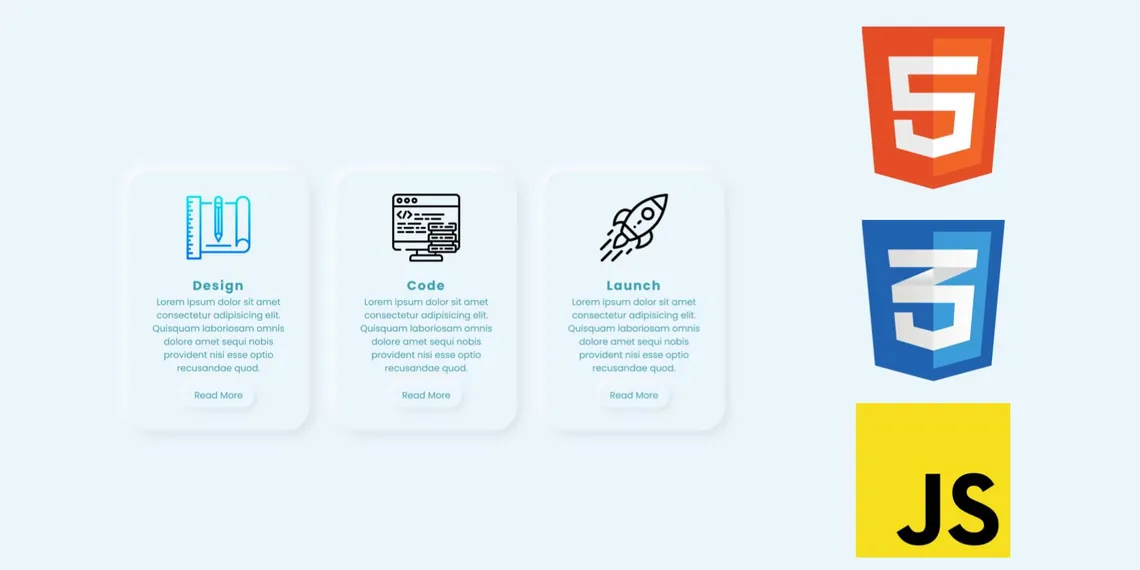 Design
Lorem ipsum dolor sit amet
consectetur adipisicing elit.
Quisquam laboriosam omnis
dolore amet sequi nobis
provident nisi esse optio
recusandae quod.
Read More
</>
Code
Lorem ipsum dolor sit amet
consectetur adipisicing elit.
Quisquam laboriosam omnis
dolore amet sequi nobis
provident nisi esse optio
recusandae quod.
Read More
Launch
Lorem ipsum dolor sit amet
consectetur adipisicing elit.
Quisquam laboriosam omnis
dolore amet sequi nobis
provident nisi esse optio
recusandae quod.
Read More
5
3
JS